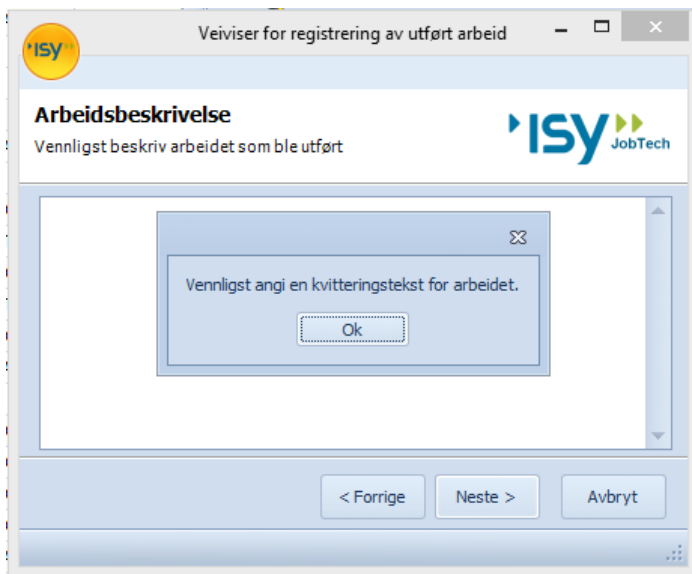 ISY
Veiviser for registrering av utført arbeid
Arbeidsbeskrivelse
Vennligst beskriv arbeidet som ble utført
ISY
JobTech
Vennligst angi en kvitteringstekst for arbeidet.
Ok
< Forrige
Neste >
Avbryt